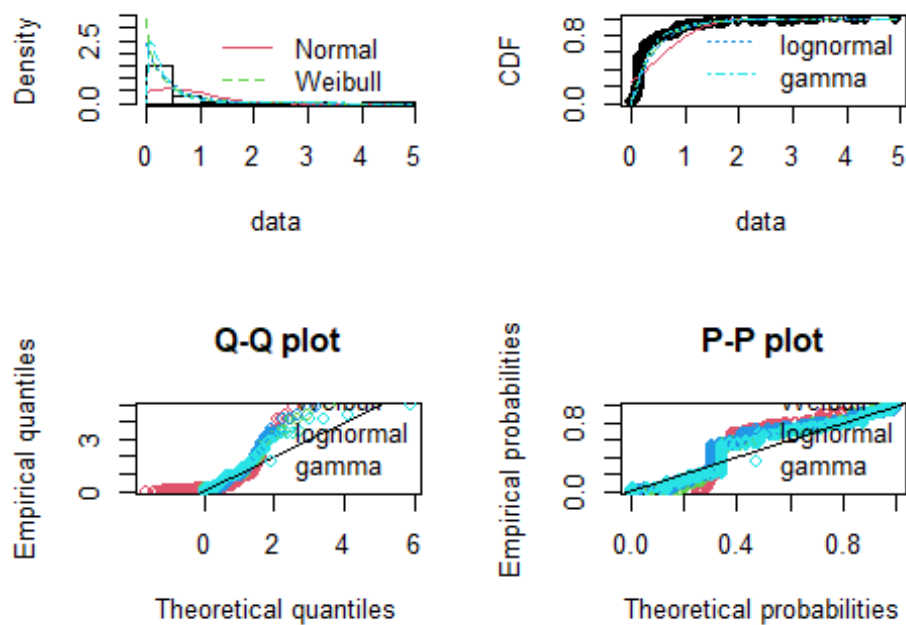 Density
2.5
0.0
Normal
Weibull
0 1 2 3 4 5
data
CDF
0.8
0.0
lognormal
gamma
0 1 2 3 4 5
data
Q-Q plot
Empirical quantiles
3
0
Weibull
lognormal
gamma
0 2 4 6
Theoretical quantiles
P-P plot
Empirical probabilities
0.8
0.0
Weibull
lognormal
gamma
0.0 0.4 0.8
Theoretical probabilities